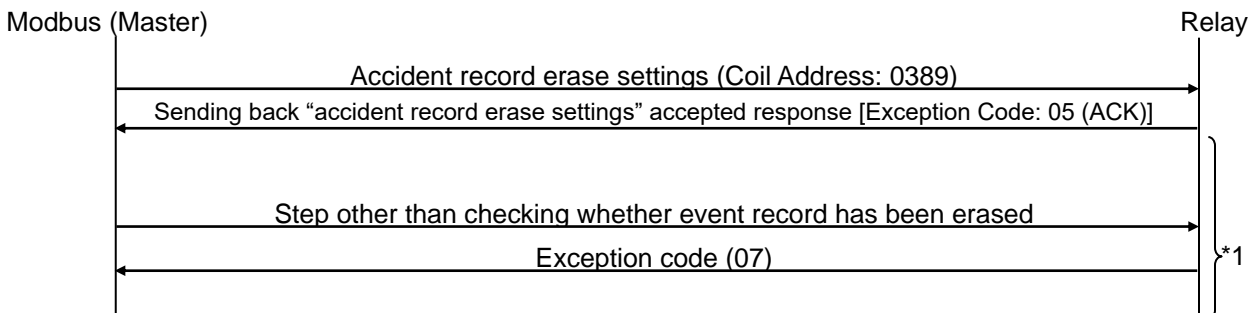 Modbus (Master) Relay
Accident record erase settings (Coil Address: 0389)
Sending back “accident record erase settings” accepted response [Exception Code: 05 (ACK)]
Step other than checking whether event record has been erased
Exception code (07)
*1